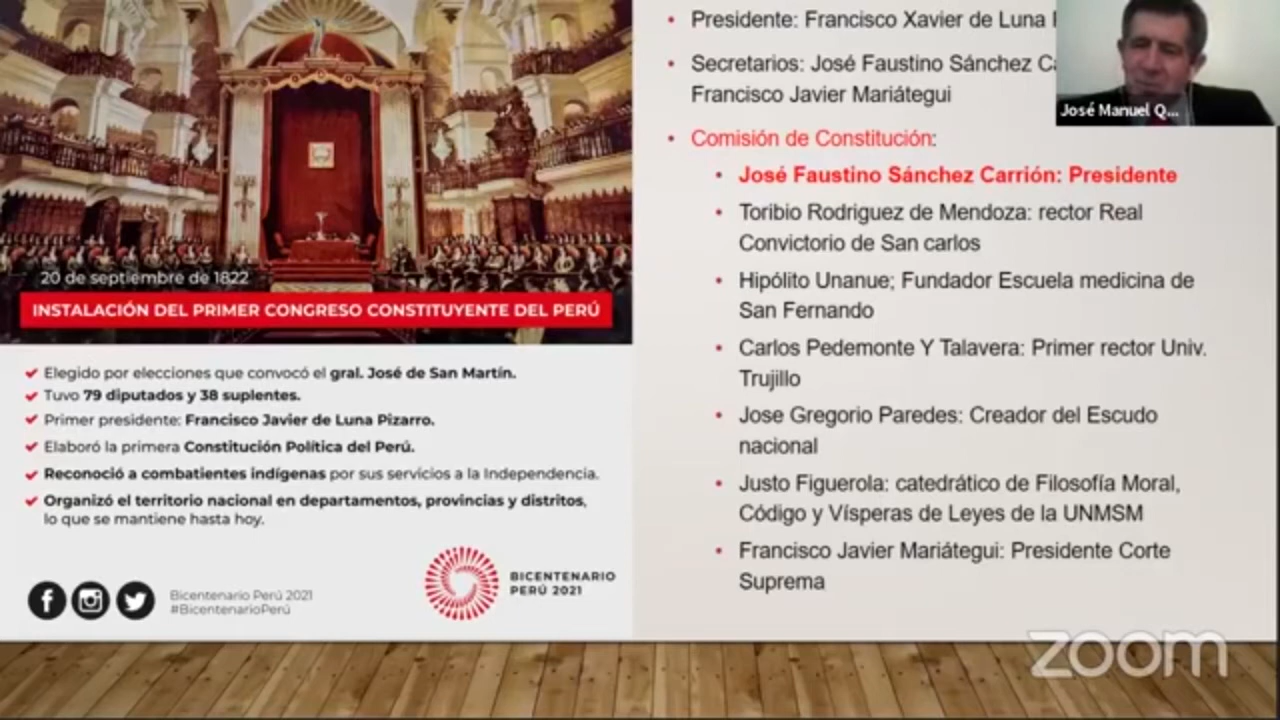 20 de septiembre de 1822
INSTALACIÓN DEL PRIMER CONGRESO CONSTITUYENTE DEL PERÚ
Elegido por elecciones que convocó el gral. José de San Martín.
Tuvo 79 diputados y 38 suplentes.
Primer presidente: Francisco Javier de Luna Pizarro.
Elaboró la primera Constitución Política del Perú.
Reconoció a combatientes indígenas por sus servicios a la Independencia.
Organizó el territorio nacional en departamentos, provincias y distritos,
lo que se mantiene hasta hoy.
Bicentenario Perú 2021
#BicentenarioPerú
BICENTENARIO
PERÚ 2021
• Presidente: Francisco Xavier de Luna
• Secretarios: José Faustino Sánchez
Francisco Javier Mariátegui
• Comisión de Constitución:
• José Faustino Sánchez Carrión: Presidente
• Toribio Rodriguez de Mendoza: rector Real
Convictorio de San carlos
• Hipólito Unanue; Fundador Escuela medicina de
San Fernando
• Carlos Pedemonte Y Talavera: Primer rector Univ.
Trujillo
• Jose Gregorio Paredes: Creador del Escudo
nacional
• Justo Figuerola: catedrático de Filosofía Moral,
Código y Vísperas de Leyes de la UNMSM
• Francisco Javier Mariátegui: Presidente Corte
Suprema
José Manuel Q...
zoom